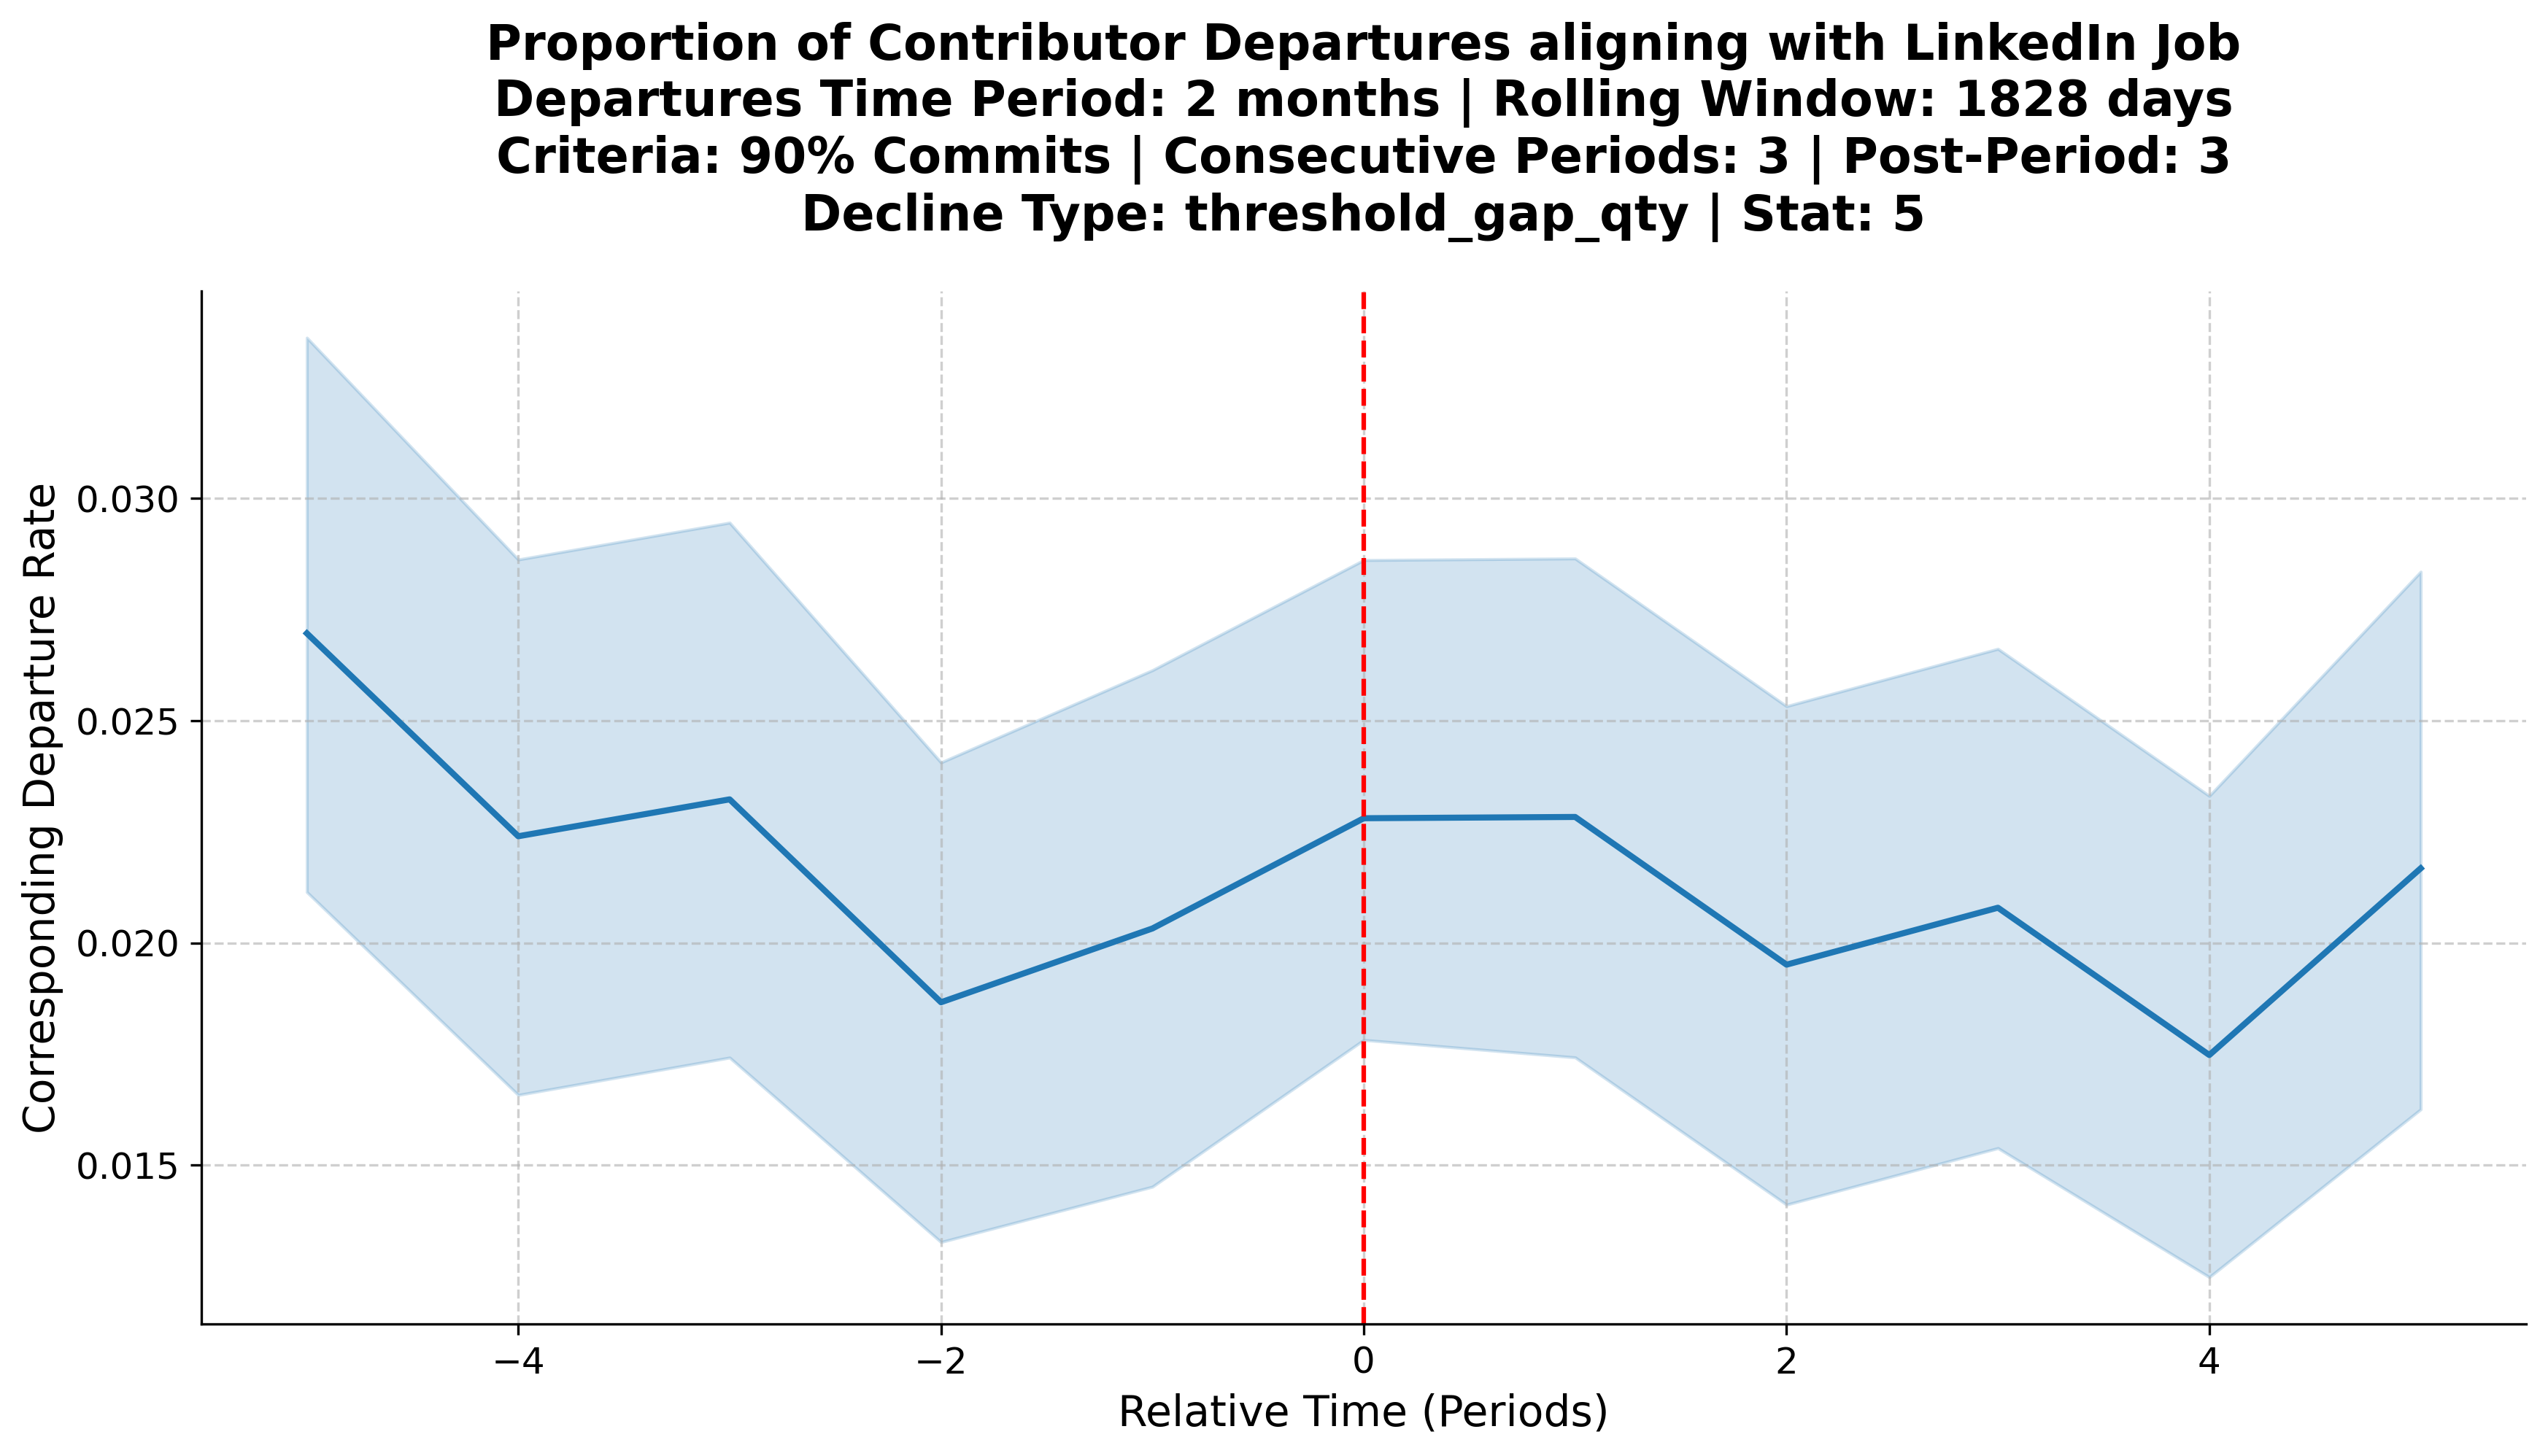 Proportion of Contributor Departures aligning with LinkedIn Job
Departures Time Period: 2 months | Rolling Window: 1828 days
Criteria: 90% Commits | Consecutive Periods: 3 | Post-Period: 3
Decline Type: threshold_gap_qty | Stat: 5
Corresponding Departure Rate
0.030
0.025
0.020
0.015
−4
−2
0
2
4
Relative Time (Periods)